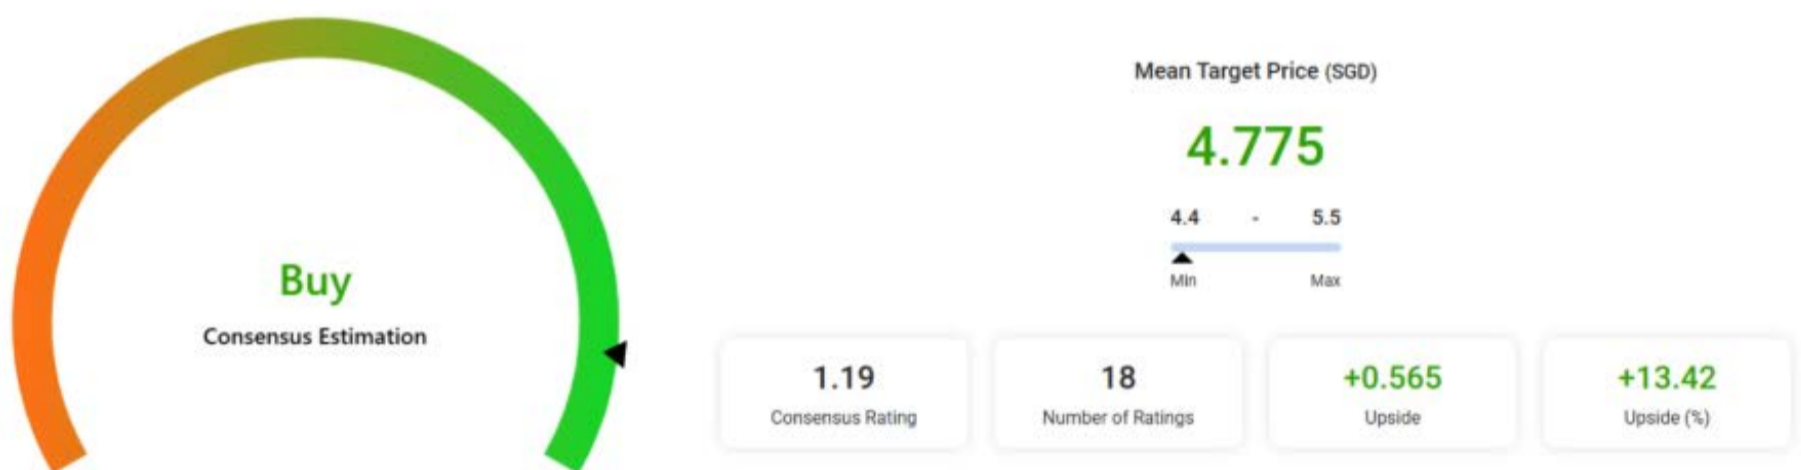 Buy
Consensus Estimation
Mean Target Price (SGD)
4.775
4.4 - 5.5
Min Max
1.19
Consensus Rating
18
Number of Ratings
+0.565
Upside
+13.42
Upside (%)